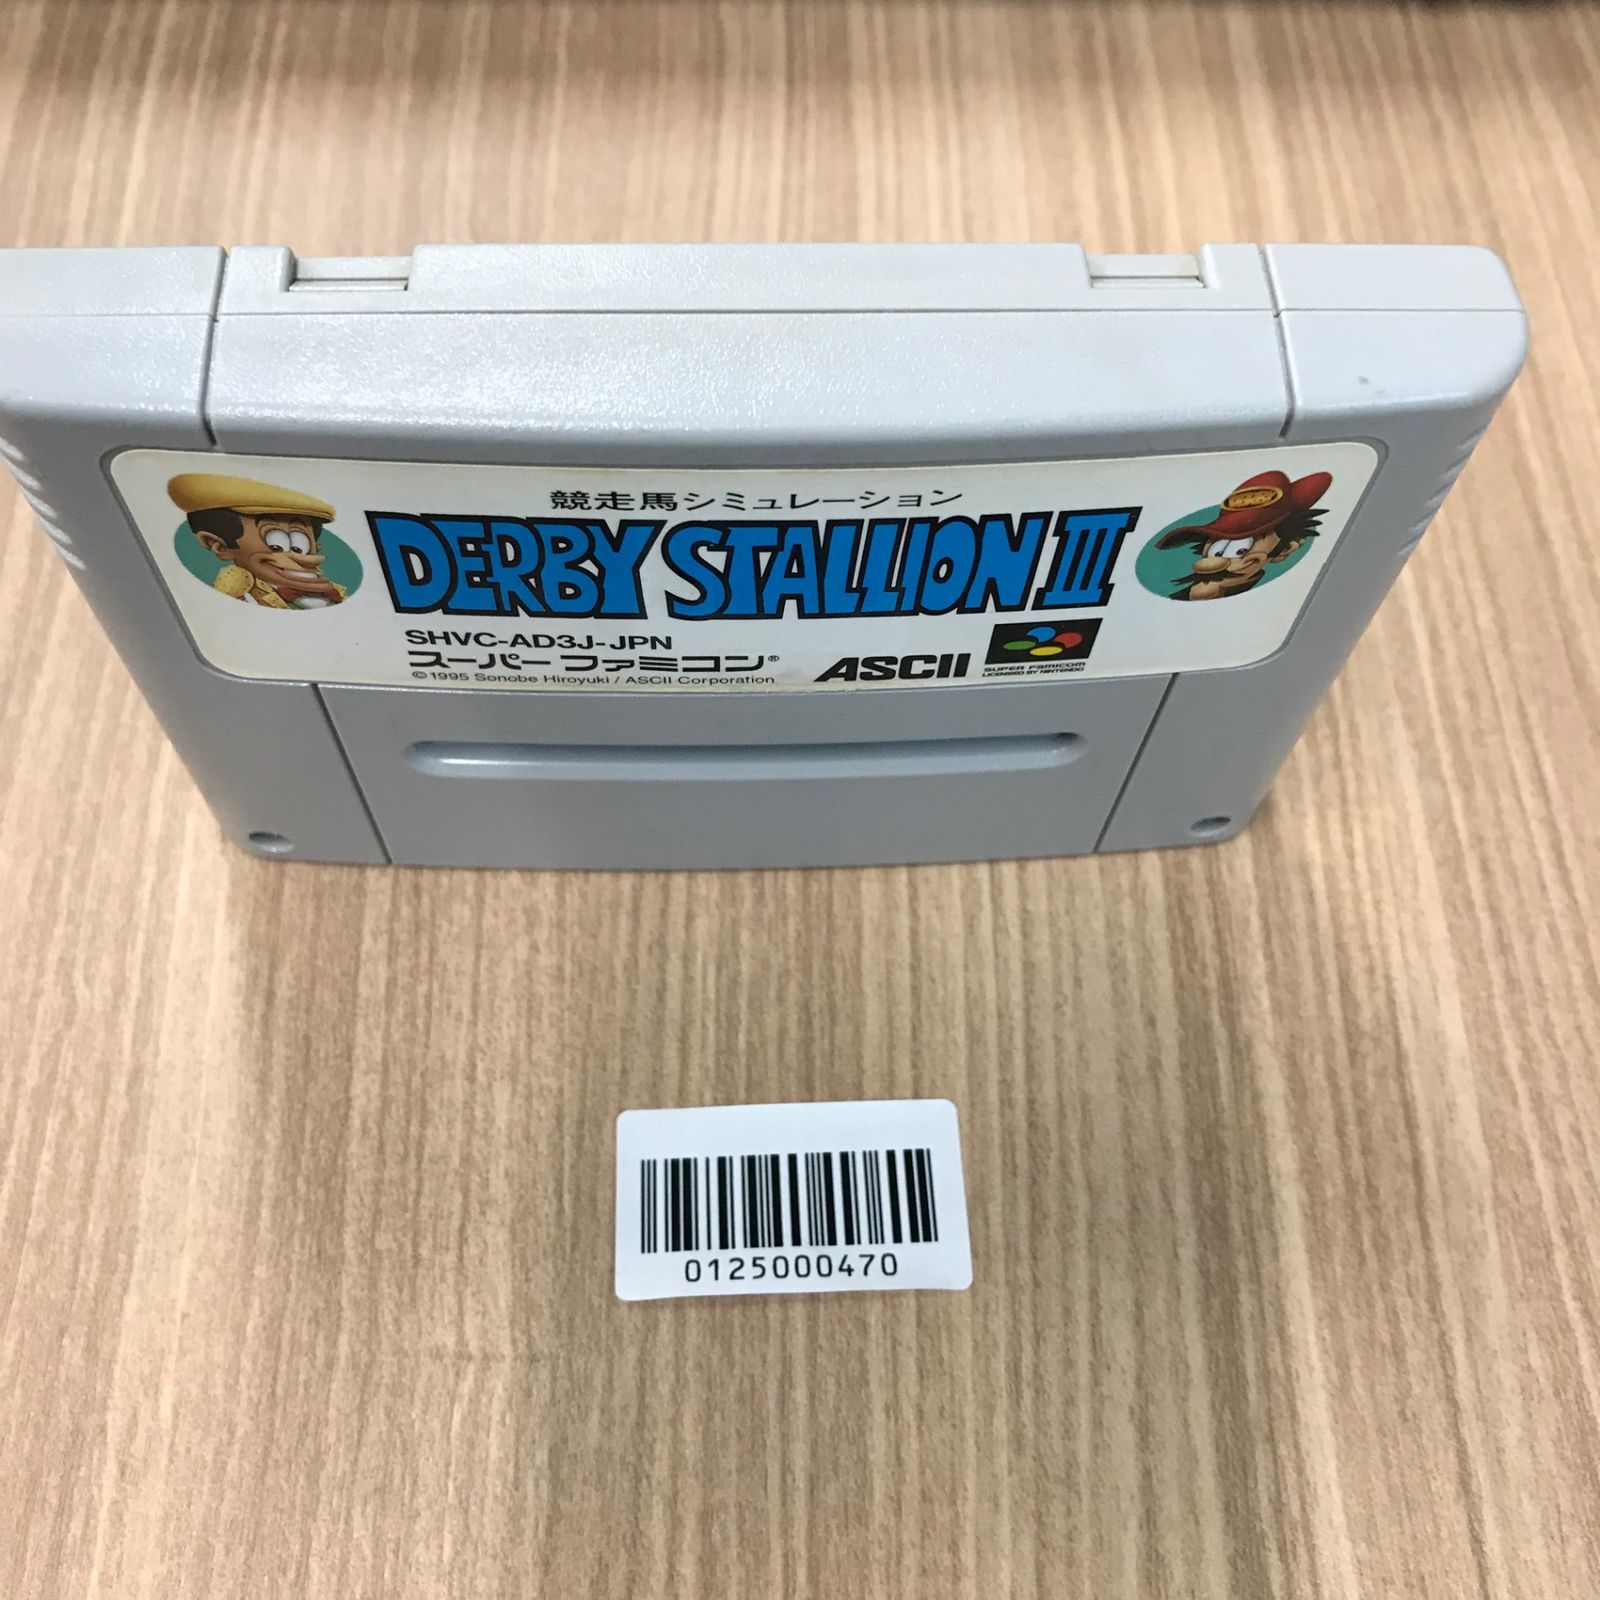 競走馬シミュレーション
DERBY STALLION III
DERBY
SHVC-AD3J-JPN
スーパーファミコン®
©1995 Sonobe Hiroyuki / ASCII Corporation
ASCII
SUPER FAMICOM
LICENSED BY NINTENDO
0125000470